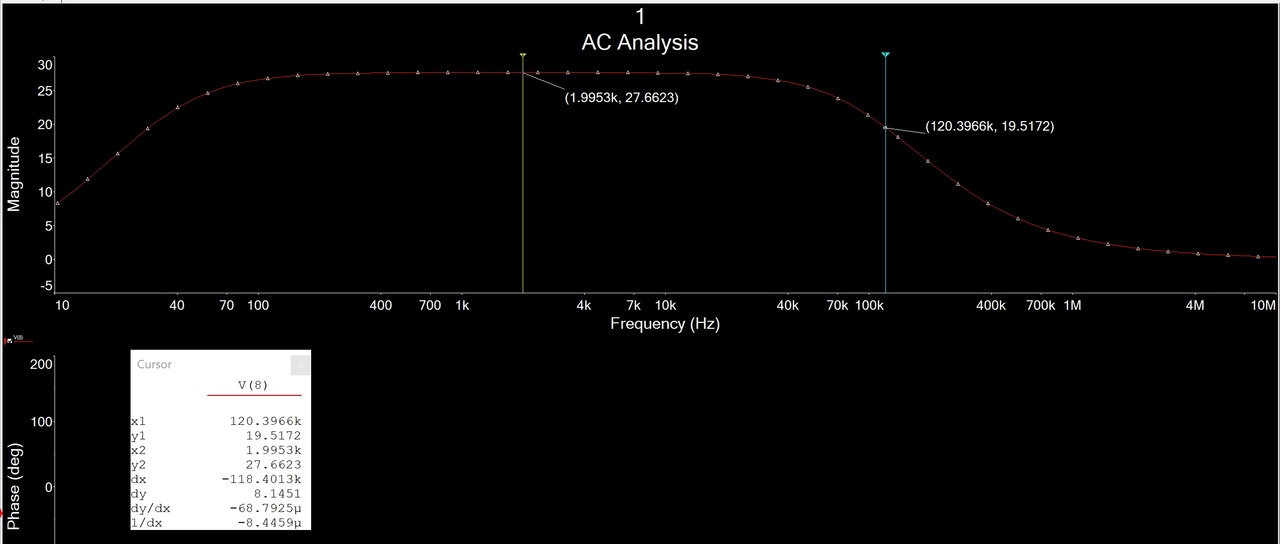 1
AC Analysis
30
25
20
15
10
5
0
-5
Magnitude
(1.9953k, 27.6623)
(120.3966k, 19.5172)
10 40 70 100 400 700 1k 4k 7k 10k 40k 70k 100k 400k 700k 1M 4M 10M
Frequency (Hz)
V(8)
200
100
0
Phase (deg)
Cursor
V(8)
x1 120.3966k
y1 19.5172
x2 1.9953k
y2 27.6623
dx -118.4013k
dy 8.1451
dy/dx -68.7925µ
1/dx -8.4459µ